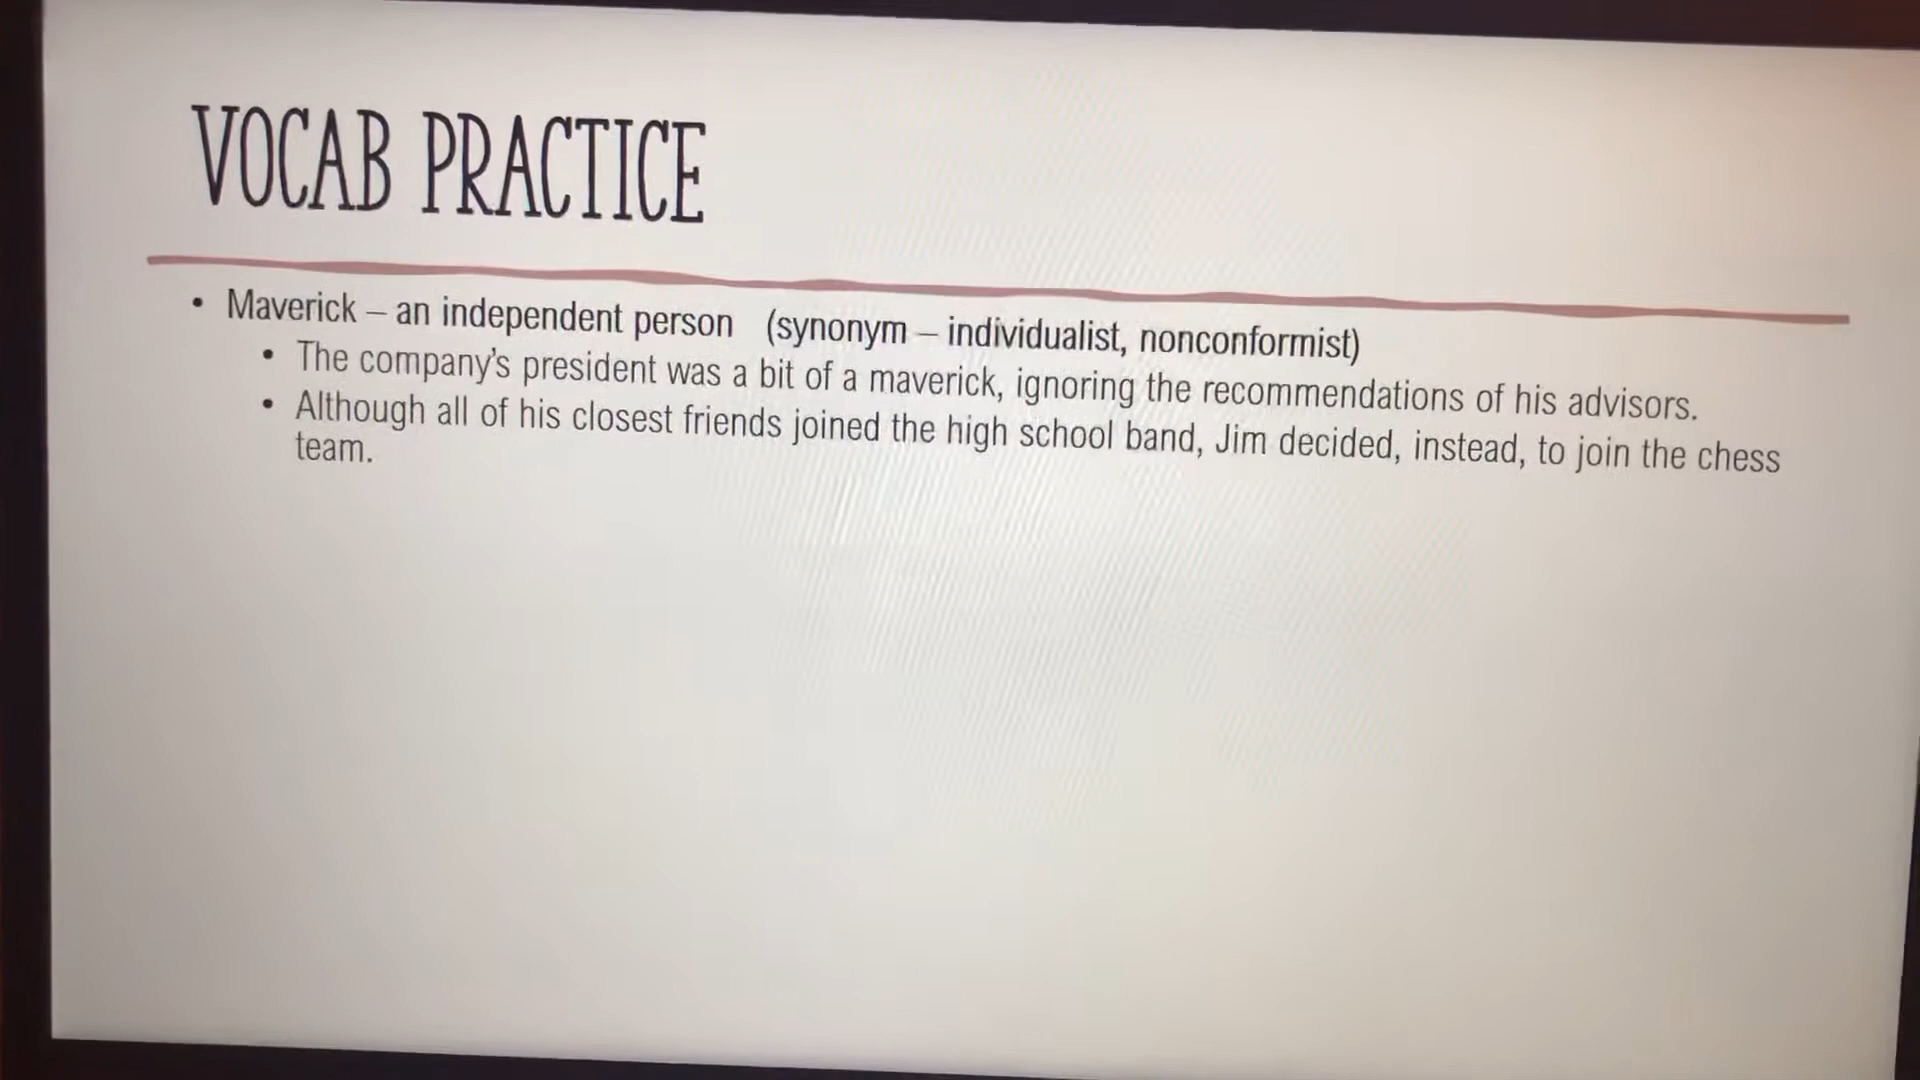 VOCAB PRACTICE
• Maverick – an independent person (synonym – individualist, nonconformist)
• The company's president was a bit of a maverick, ignoring the recommendations of his advisors.
• Although all of his closest friends joined the high school band, Jim decided, instead, to join the chess
team.